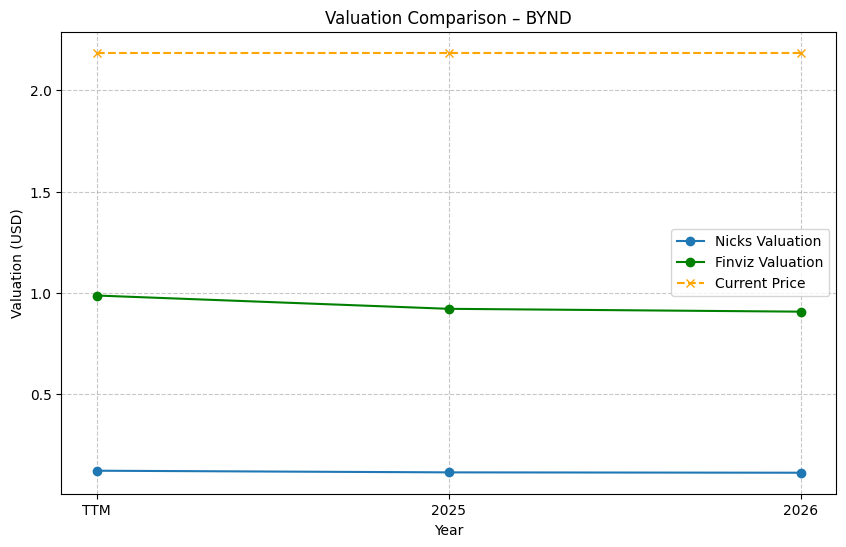 Valuation Comparison – BYND
Valuation (USD)
2.0
1.5
1.0
0.5
Nicks Valuation
Finviz Valuation
Current Price
TTM
2025
2026
Year